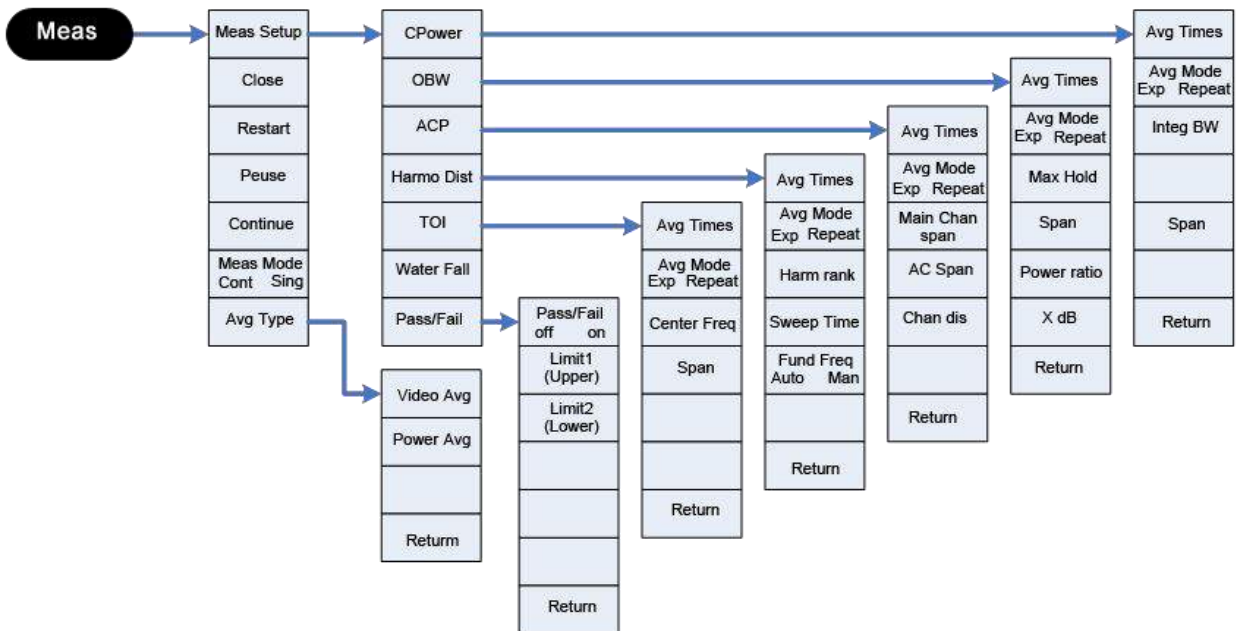 Meas
Meas Setup
Close
Restart
Peuse
Continue
Meas Mode
Cont Sing
Avg Type
CPower
OBW
ACP
Harmo Dist
TOI
Water Fall
Pass/Fail
Video Avg
Power Avg
Returm
Pass/Fail
off on
Limit1
(Upper)
Limit2
(Lower)
Return
Avg Times
Avg Mode
Exp Repeat
Center Freq
Span
Return
Avg Times
Avg Mode
Exp Repeat
Harm rank
Sweep Time
Fund Freq
Auto Man
Return
Avg Times
Avg Mode
Exp Repeat
Main Chan
span
AC Span
Chan dis
Return
Avg Times
Avg Mode
Exp Repeat
Max Hold
Span
Power ratio
X dB
Return
Avg Times
Avg Mode
Exp Repeat
Integ BW
Span
Return